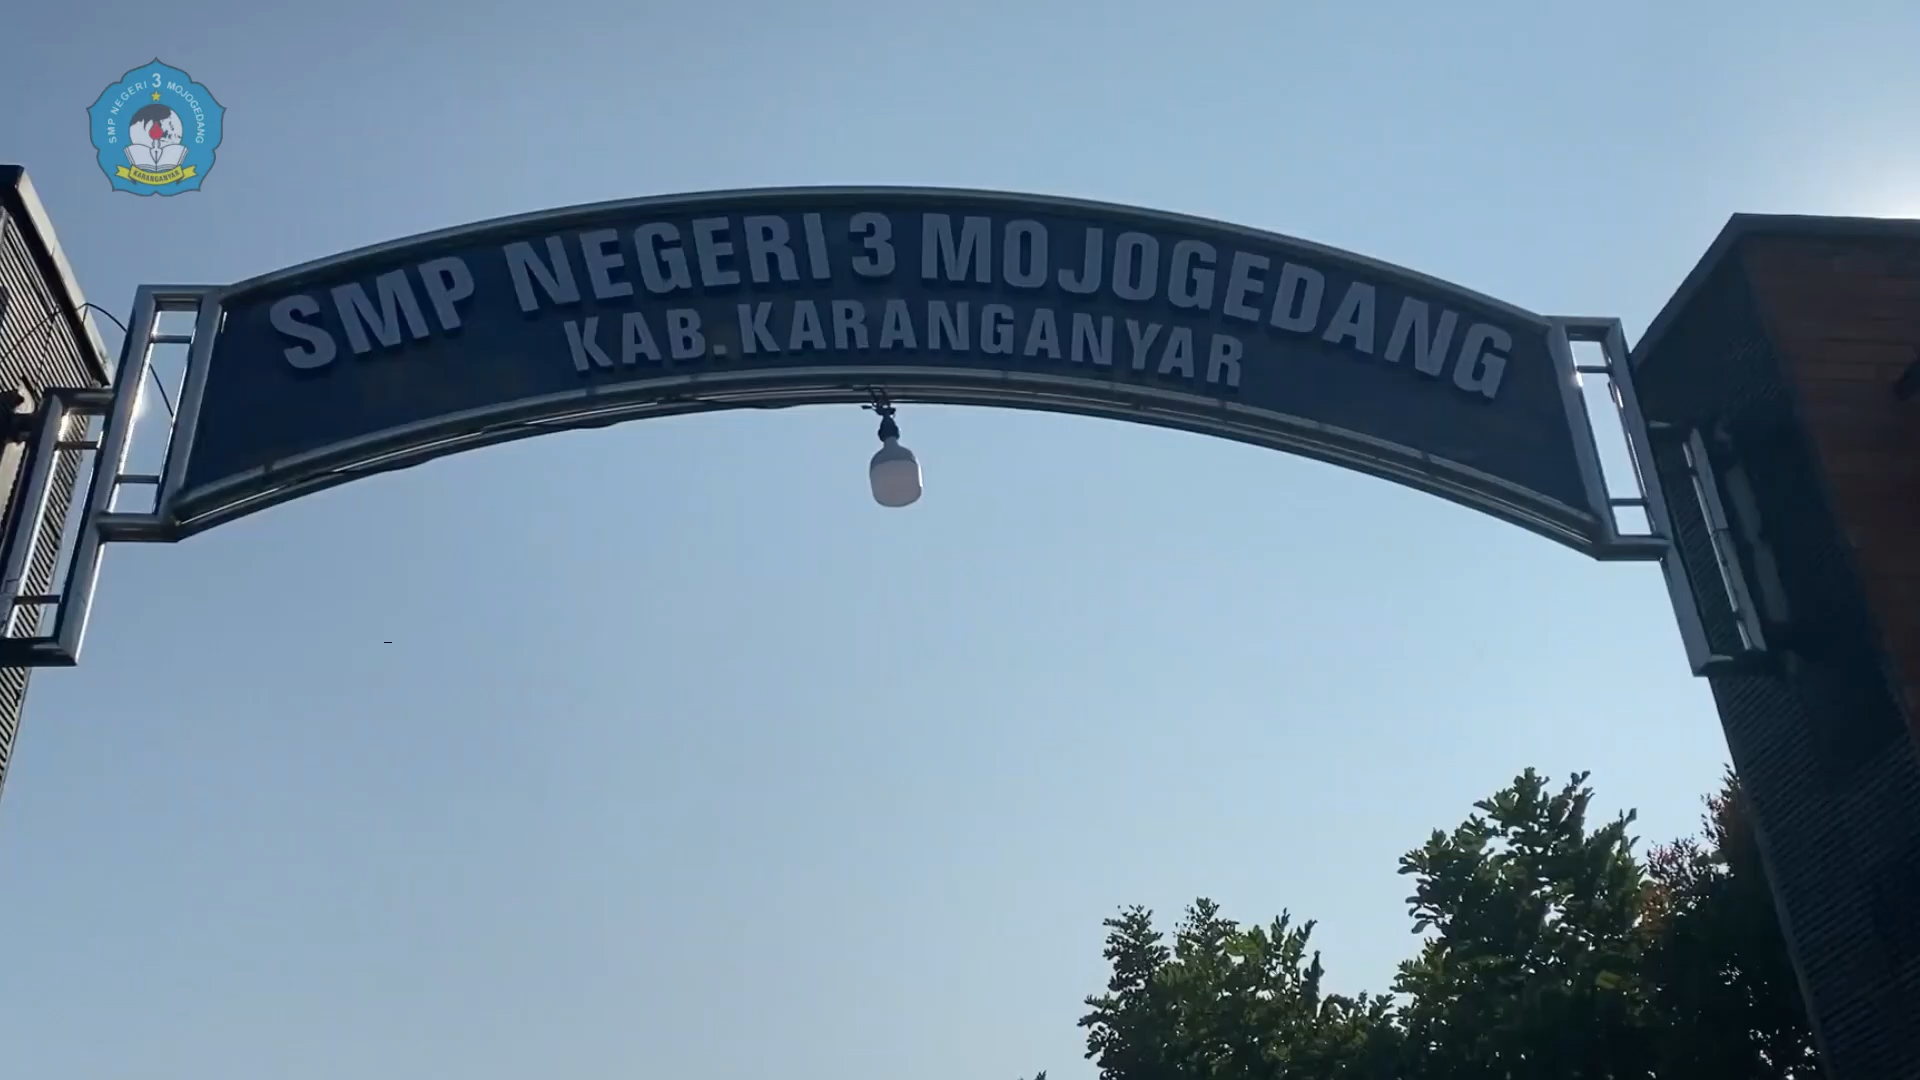 SMP NEGERI 3 MOJOGEDANG
KARANGANYAR
SMP NEGERI 3 MOJOGEDANG
KAB. KARANGANYAR